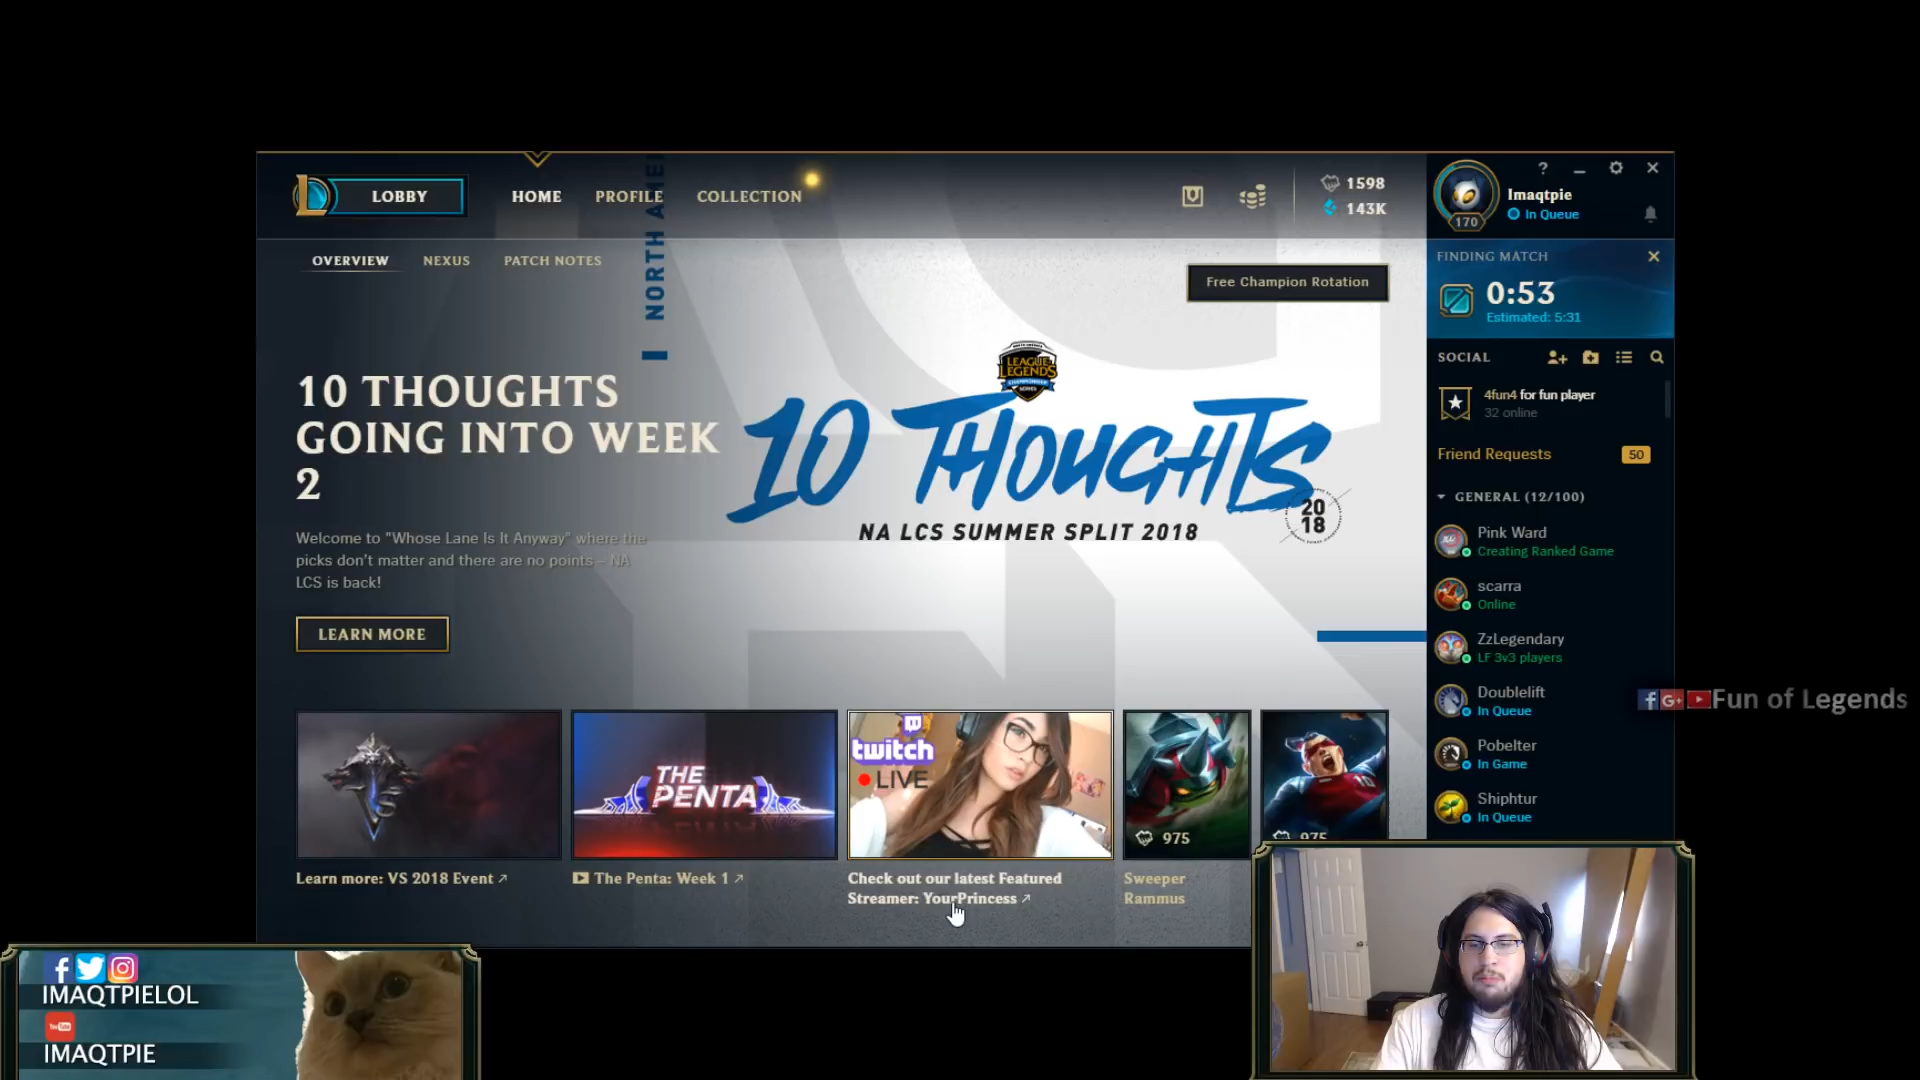 LOBBY
HOME
PROFILE
COLLECTION
1598
143K
?
Imaqtpie
In Queue
170
OVERVIEW
NEXUS
PATCH NOTES
NORTH AMER
Free Champion Rotation
FINDING MATCH
0:53
Estimated: 5:31
SOCIAL
4fun4 for fun player
32 online
Friend Requests
50
GENERAL (12/100)
Pink Ward
Creating Ranked Game
scarra
Online
ZzLegendary
LF 3v3 players
Doublelift
In Queue
Pobelter
In Game
Shiphtur
In Queue
10 THOUGHTS
GOING INTO WEEK
2
Welcome to "Whose Lane Is It Anyway" where the
picks don't matter and there are no points – NA
LCS is back!
LEARN MORE
LEAGUE
LEGENDS
10 THOUGHTS
NA LCS SUMMER SPLIT 2018
20
18
VS
THE
PENTA
twitch
LIVE
975
975
Learn more: VS 2018 Event
The Penta: Week 1
Check out our latest Featured
Streamer: YourPrincess
Sweeper
Rammus
Fun of Legends
IMAQTPIELOL
YouTube
IMAQTPIE